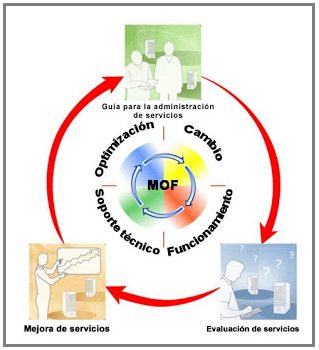 Guía para la administración
de servicios
Optimización
Cambio
MOF
Soporte técnico
Funcionamiento
? ? ? ?
Mejora de servicios
Evaluación de servicios